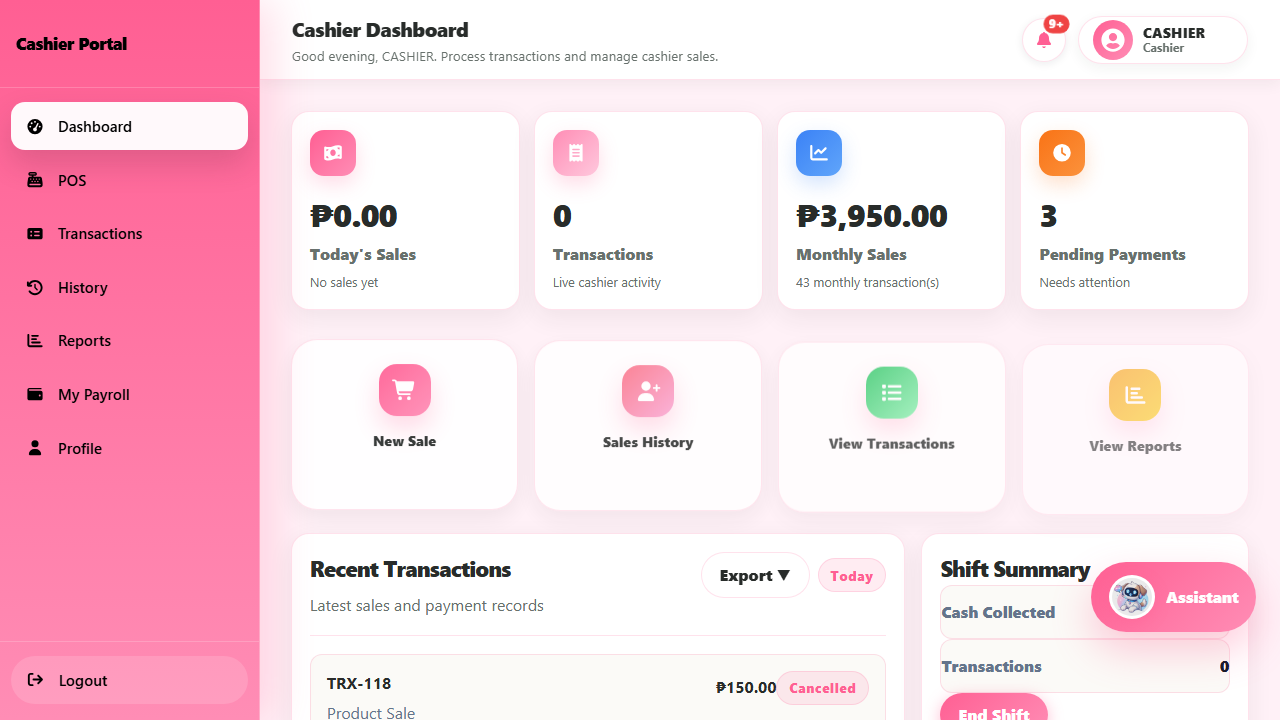 Cashier Portal
Dashboard
POS
Transactions
History
Reports
My Payroll
Profile
Logout
Cashier Dashboard
Good evening, CASHIER. Process transactions and manage cashier sales.
9+
CASHIER
Cashier
₱0.00
Today's Sales
No sales yet
0
Transactions
Live cashier activity
₱3,950.00
Monthly Sales
43 monthly transaction(s)
3
Pending Payments
Needs attention
New Sale
Sales History
View Transactions
View Reports
Recent Transactions
Latest sales and payment records
Export ▼
Today
TRX-118
Product Sale
₱150.00
Cancelled
Shift Summary
Cash Collected
Transactions
0
End Shift
Assistant